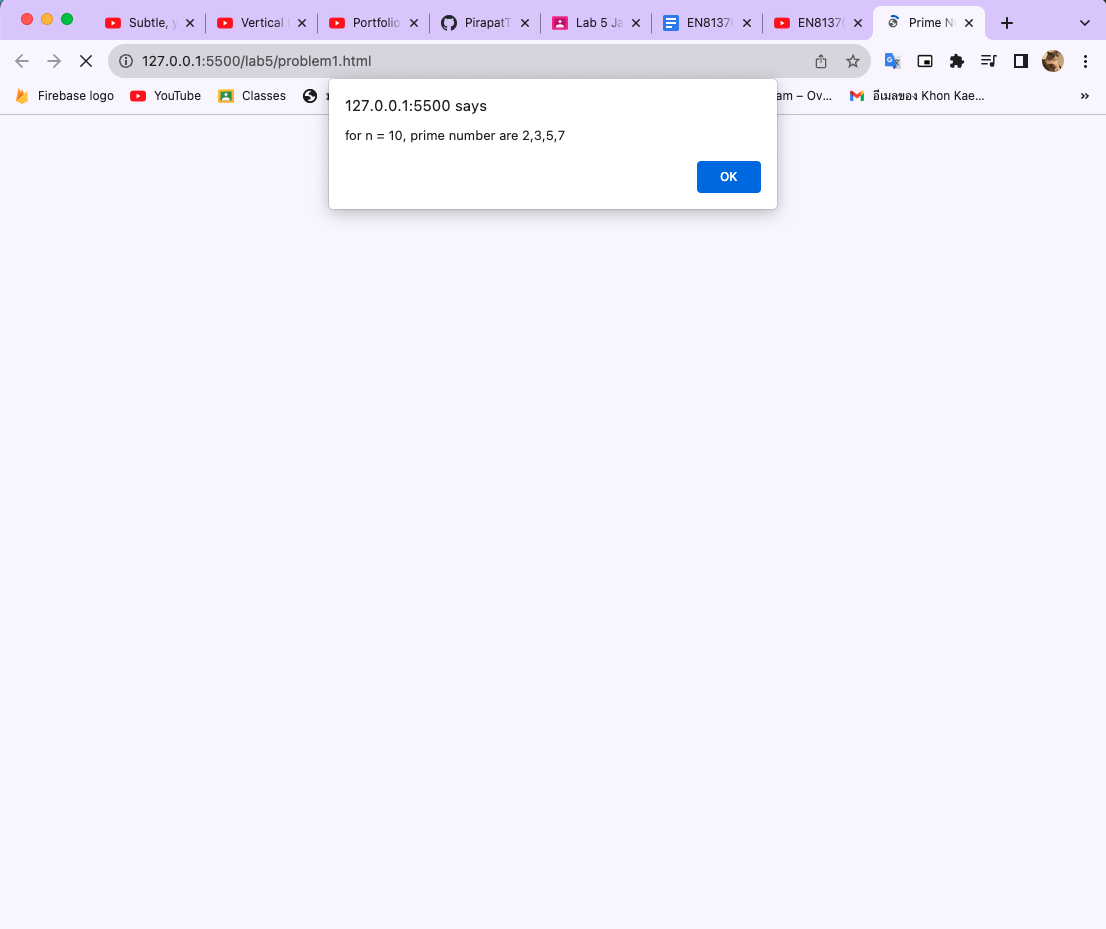 Subtle, y
Vertical
Portfolio
PirapatT
Lab 5 Ja
EN8137
EN8137
Prime N
127.0.0.1:5500/lab5/problem1.html
Firebase logo
YouTube
Classes
am – Ov...
อีเมลของ Khon Kae...
127.0.0.1:5500 says
for n = 10, prime number are 2,3,5,7
OK